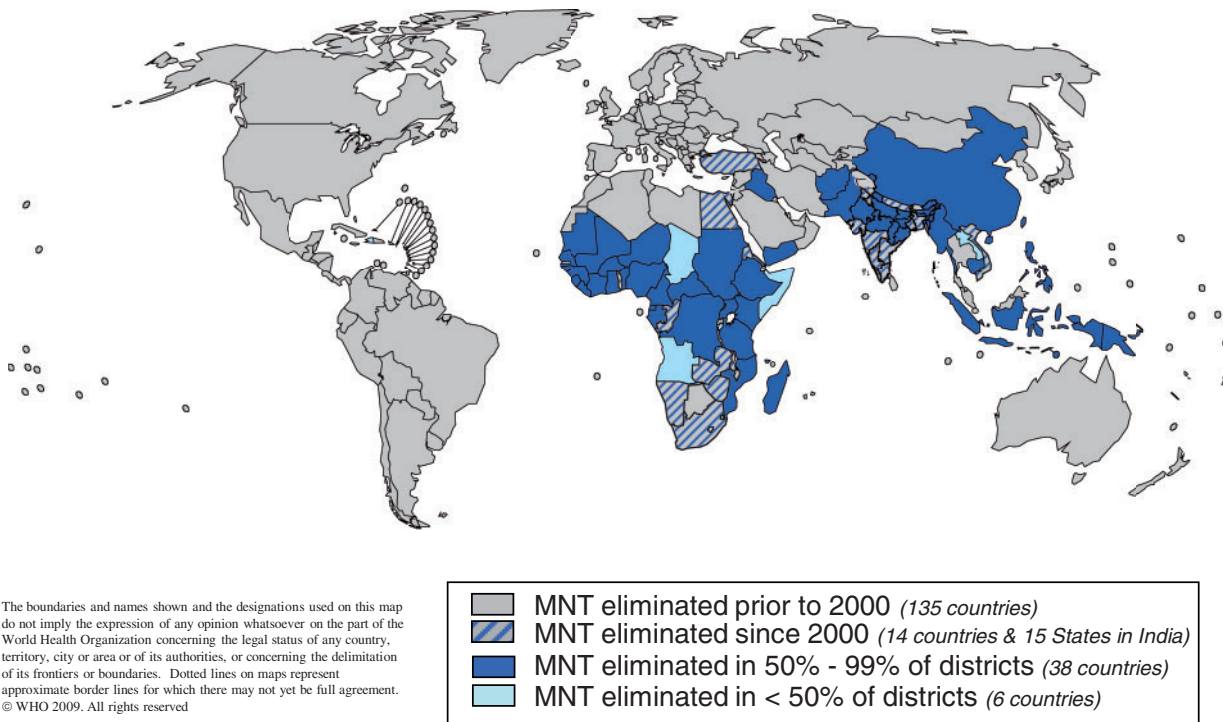 The boundaries and names shown and the designations used on this map
do not imply the expression of any opinion whatsoever on the part of the
World Health Organization concerning the legal status of any country,
territory, city or area or of its authorities, or concerning the delimitation
of its frontiers or boundaries. Dotted lines on maps represent
approximate border lines for which there may not yet be full agreement.
© WHO 2009. All rights reserved
MNT eliminated prior to 2000 (135 countries)
MNT eliminated since 2000 (14 countries & 15 States in India)
MNT eliminated in 50% - 99% of districts (38 countries)
MNT eliminated in < 50% of districts (6 countries)